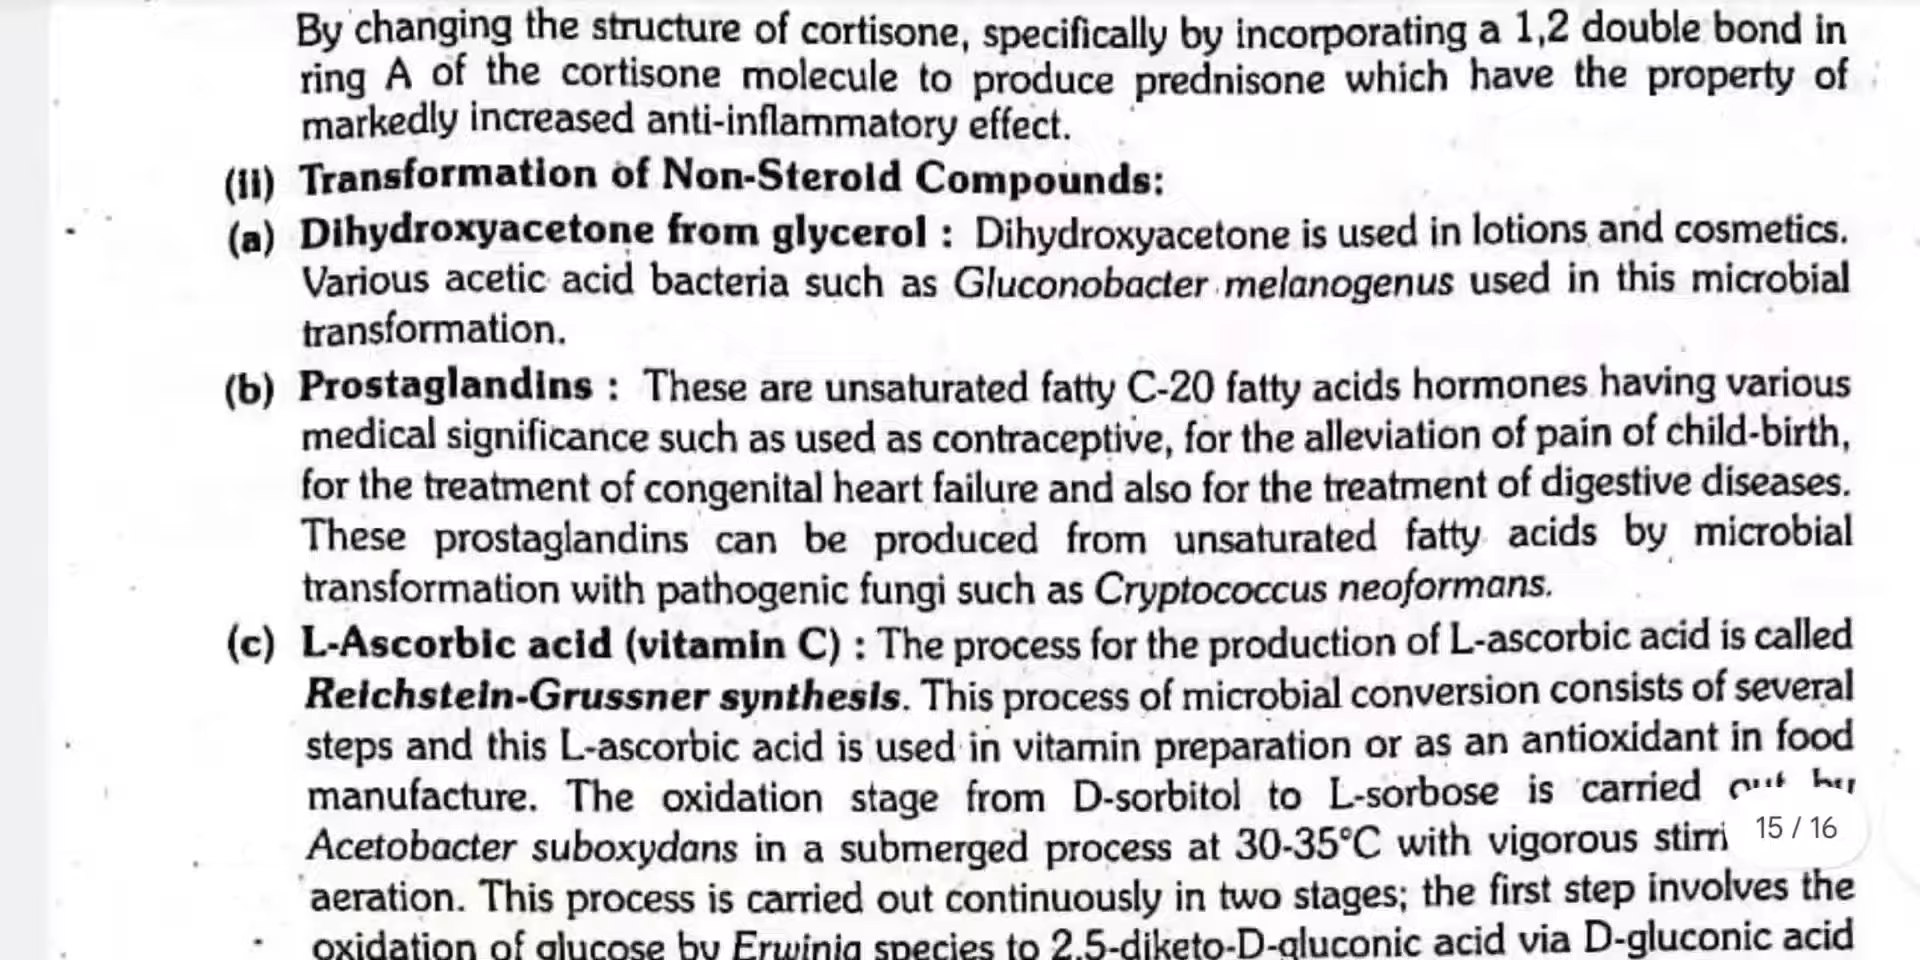 By changing the structure of cortisone, specifically by incorporating a 1,2 double bond in
ring A of the cortisone molecule to produce prednisone which have the property of
markedly increased anti-inflammatory effect.
(ii) Transformation of Non-Steroid Compounds:
(a) Dihydroxyacetone from glycerol : Dihydroxyacetone is used in lotions and cosmetics.
Various acetic acid bacteria such as Gluconobacter melanogenus used in this microbial
transformation.
(b) Prostaglandins : These are unsaturated fatty C-20 fatty acids hormones having various
medical significance such as used as contraceptive, for the alleviation of pain of child-birth,
for the treatment of congenital heart failure and also for the treatment of digestive diseases.
These prostaglandins can be produced from unsaturated fatty acids by microbial
transformation with pathogenic fungi such as Cryptococcus neoformans.
(c) L-Ascorbic acid (vitamin C) : The process for the production of L-ascorbic acid is called
Reichstein-Grussner synthesis. This process of microbial conversion consists of several
steps and this L-ascorbic acid is used in vitamin preparation or as an antioxidant in food
manufacture. The oxidation stage from D-sorbitol to L-sorbose is carried out by
Acetobacter suboxydans in a submerged process at 30-35°C with vigorous
15 / 16
aeration. This process is carried out continuously in two stages; the first step involves the
oxidation of glucose by Erwinia species to 2,5-diketo-D-gluconic acid via D-gluconic acid